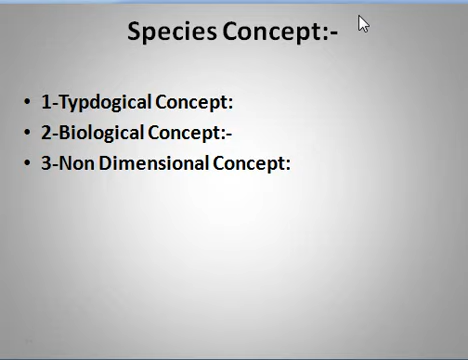 Species Concept:-
• 1-Typdogical Concept:
• 2-Biological Concept:-
• 3-Non Dimensional Concept: